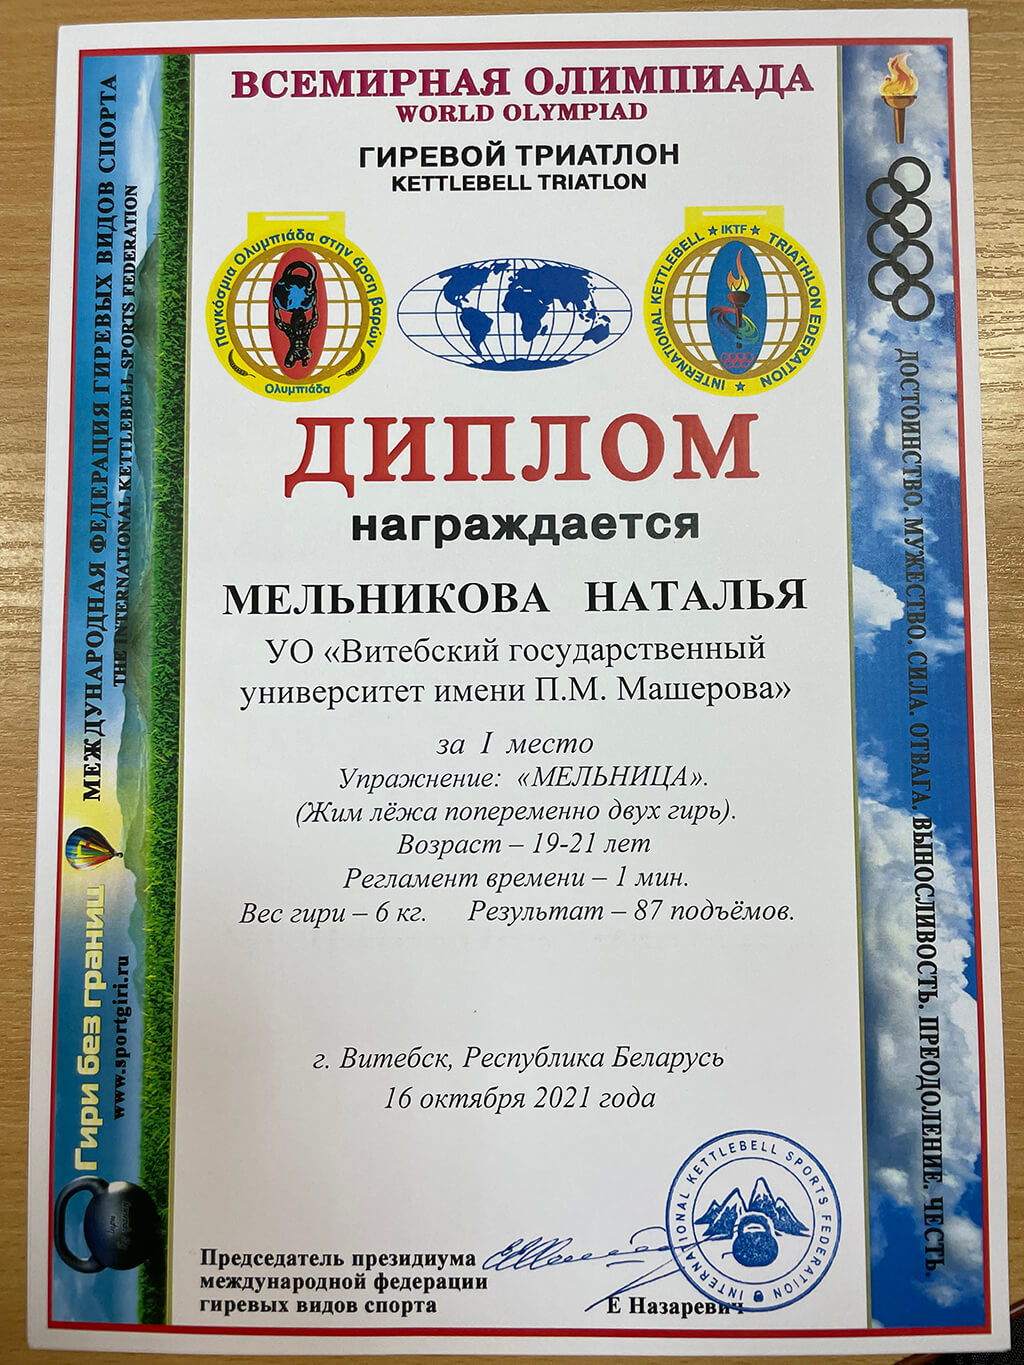 ВСЕМИРНАЯ ОЛИМПИАДА
WORLD OLYMPIAD
ГИРЕВОЙ ТРИАТЛОН
KETTLEBELL TRIATLON
Παγκόσμια Ολυμπιάδα στην άρση βαρών
Ολυμπιάδα
INTERNATIONAL KETTLEBELL ★ IKTF ★ TRIATHLON EDERATION ★
ДИПЛОМ
награждается
МЕЛЬНИКОВА НАТАЛЬЯ
УО «Витебский государственный
университет имени П.М. Машерова»
за I место
Упражнение: «МЕЛЬНИЦА».
(Жим лёжа попеременно двух гирь).
Возраст – 19-21 лет
Регламент времени – 1 мин.
Вес гири – 6 кг. Результат – 87 подъёмов.
г. Витебск, Республика Беларусь
16 октября 2021 года
Председатель президиума
международной федерации
гиревых видов спорта
Е Назаревич
INTERNATIONAL KETTLEBELL SPORTS FEDERATION
МЕЖДУНАРОДНАЯ ФЕДЕРАЦИЯ ГИРЕВЫХ ВИДОВ СПОРТА
THE INTERNATIONAL KETTLEBELL SPORTS FEDERATION
Гири без границ
www.sportgiri.ru
ДОСТОИНСТВО. МУЖЕСТВО. СИЛА. ОТВАГА. ВЫНОСЛИВОСТЬ. ПРЕОДОЛЕНИЕ. ЧЕСТЬ.